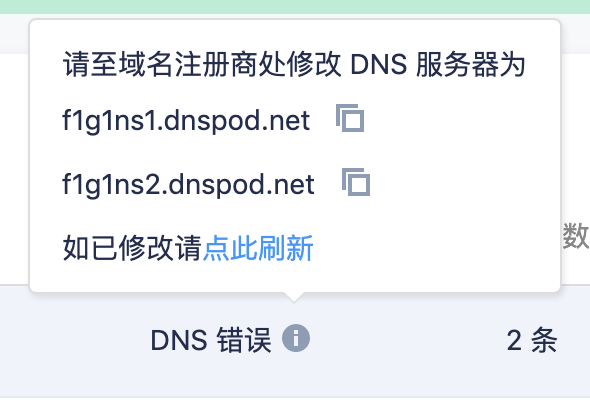 请至域名注册商处修改 DNS 服务器为
f1g1ns1.dnspod.net
f1g1ns2.dnspod.net
如已修改请点此刷新
数
DNS 错误
2 条